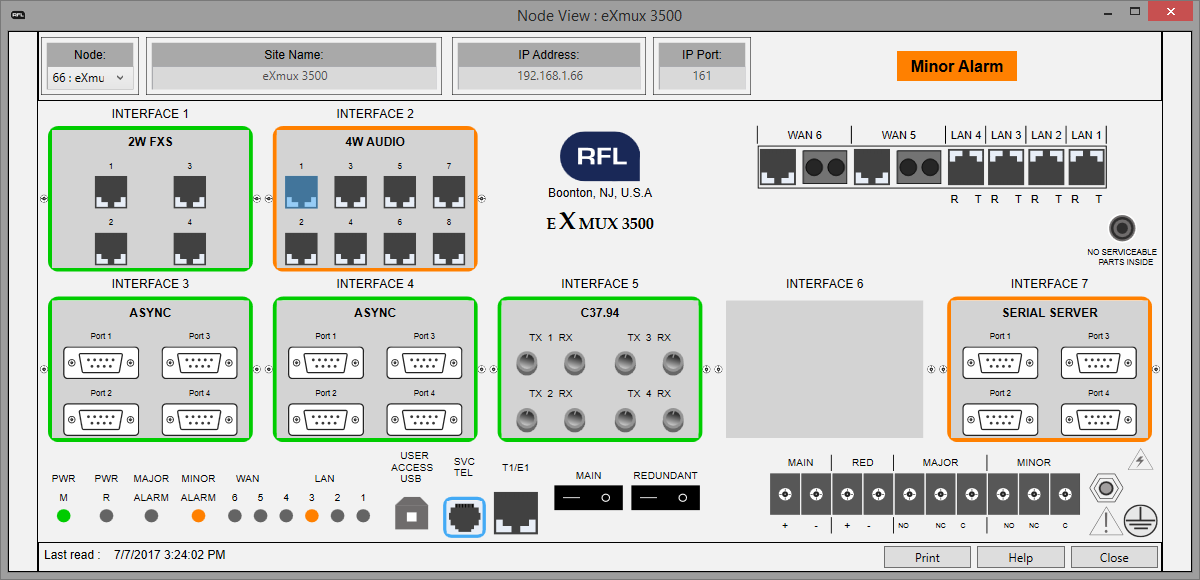 RFL
Node View : eXmux 3500
Node:
66 : eXmu
Site Name:
eXmux 3500
IP Address:
192.168.1.66
IP Port:
161
Minor Alarm
INTERFACE 1
2W FXS
1 3
2 4
INTERFACE 2
4W AUDIO
1 3 5 7
2 4 6 8
RFL
Boonton, NJ, U.S.A
EXMUX 3500
WAN 6 WAN 5 LAN 4 LAN 3 LAN 2 LAN 1
R T R T R T R T
NO SERVICEABLE
PARTS INSIDE
INTERFACE 3
ASYNC
Port 1 Port 3
Port 2 Port 4
INTERFACE 4
ASYNC
Port 1 Port 3
Port 2 Port 4
INTERFACE 5
C37.94
TX 1 RX TX 3 RX
TX 2 RX TX 4 RX
INTERFACE 6
INTERFACE 7
SERIAL SERVER
Port 1 Port 3
Port 2 Port 4
PWR PWR MAJOR MINOR WAN LAN
M R ALARM ALARM 6 5 4 3 2 1
USER
ACCESS
USB
SVC
TEL
T1/E1
MAIN REDUNDANT
MAIN RED MAJOR MINOR
+ - + - NO NC C NO NC C
Last read : 7/7/2017 3:24:02 PM
Print Help Close